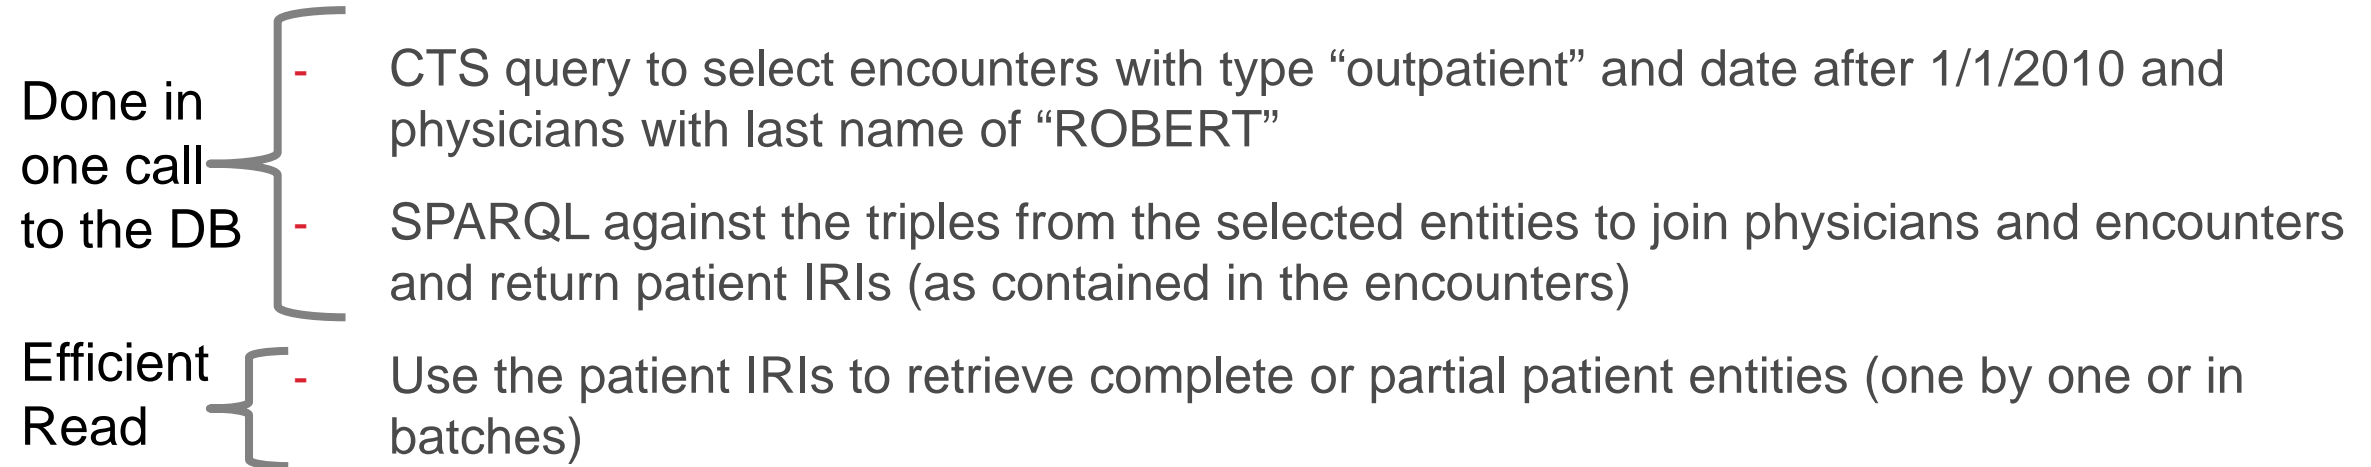 Done in
one call
to the DB
- CTS query to select encounters with type “outpatient” and date after 1/1/2010 and
physicians with last name of “ROBERT”
- SPARQL against the triples from the selected entities to join physicians and encounters
and return patient IRIs (as contained in the encounters)
Efficient
Read
- Use the patient IRIs to retrieve complete or partial patient entities (one by one or in
batches)